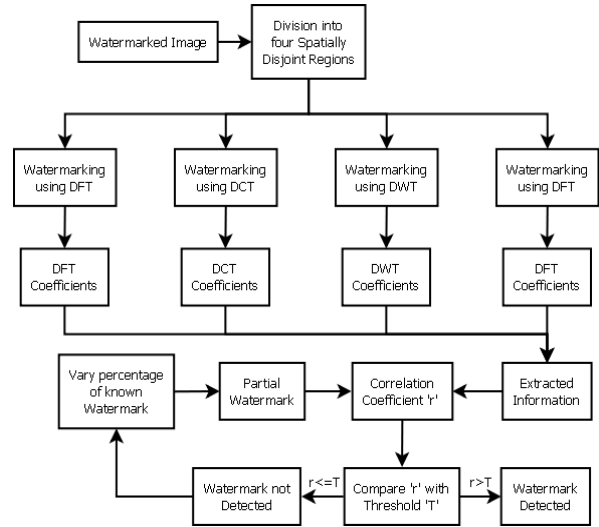 Watermarked Image
Division into
four Spatially
Disjoint Regions
Watermarking
using DFT
Watermarking
using DCT
Watermarking
using DWT
Watermarking
using DFT
DFT
Coefficients
DCT
Coefficients
DWT
Coefficients
DFT
Coefficients
Vary percentage
of known
Watermark
Partial
Watermark
Correlation
Coefficient 'r'
Extracted
Information
Watermark not
Detected
r<=T
Compare 'r' with
Threshold 'T'
r>T
Watermark
Detected